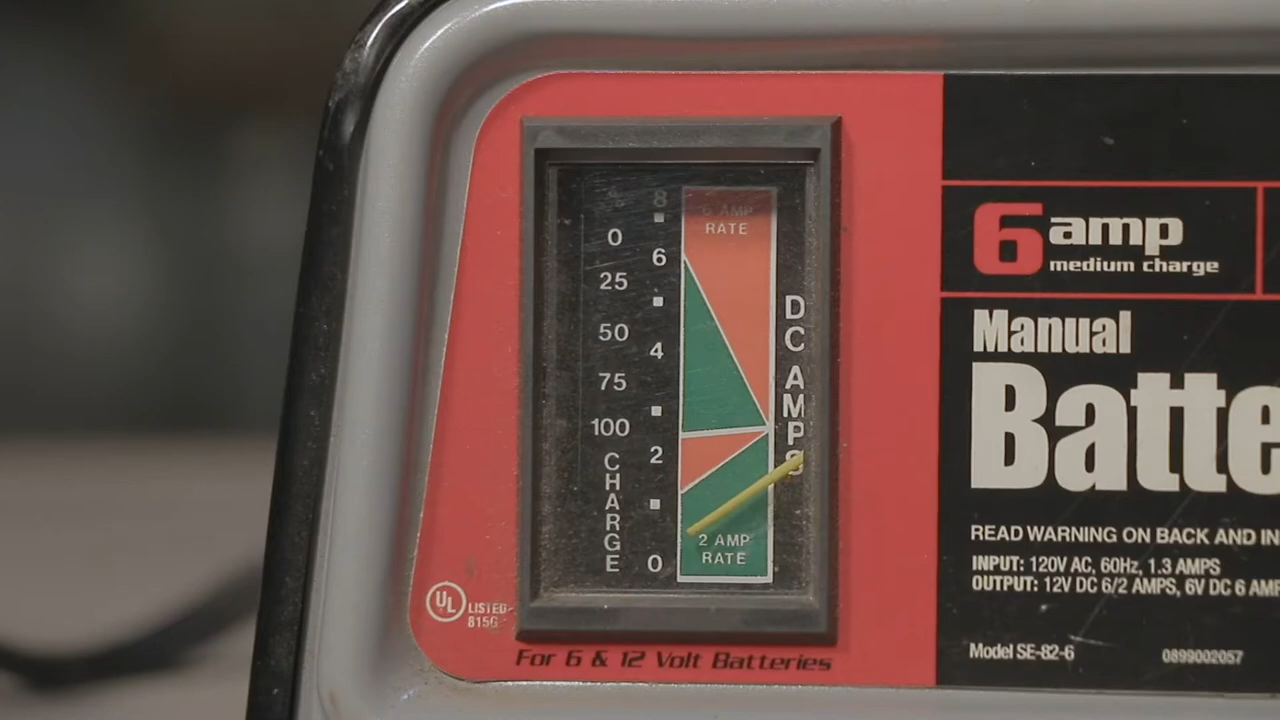 %
0
25
50
75
100
CHARGE
8
6
4
2
0
6 AMP
RATE
2 AMP
RATE
DC AMPS
UL
LISTED
815G
For 6 & 12 Volt Batteries
6 amp
medium charge
Manual
Batte
READ WARNING ON BACK AND IN
INPUT: 120V AC, 60Hz, 1.3 AMPS
OUTPUT: 12V DC 6/2 AMPS, 6V DC 6 AMP
Model SE-82-6
0899002057